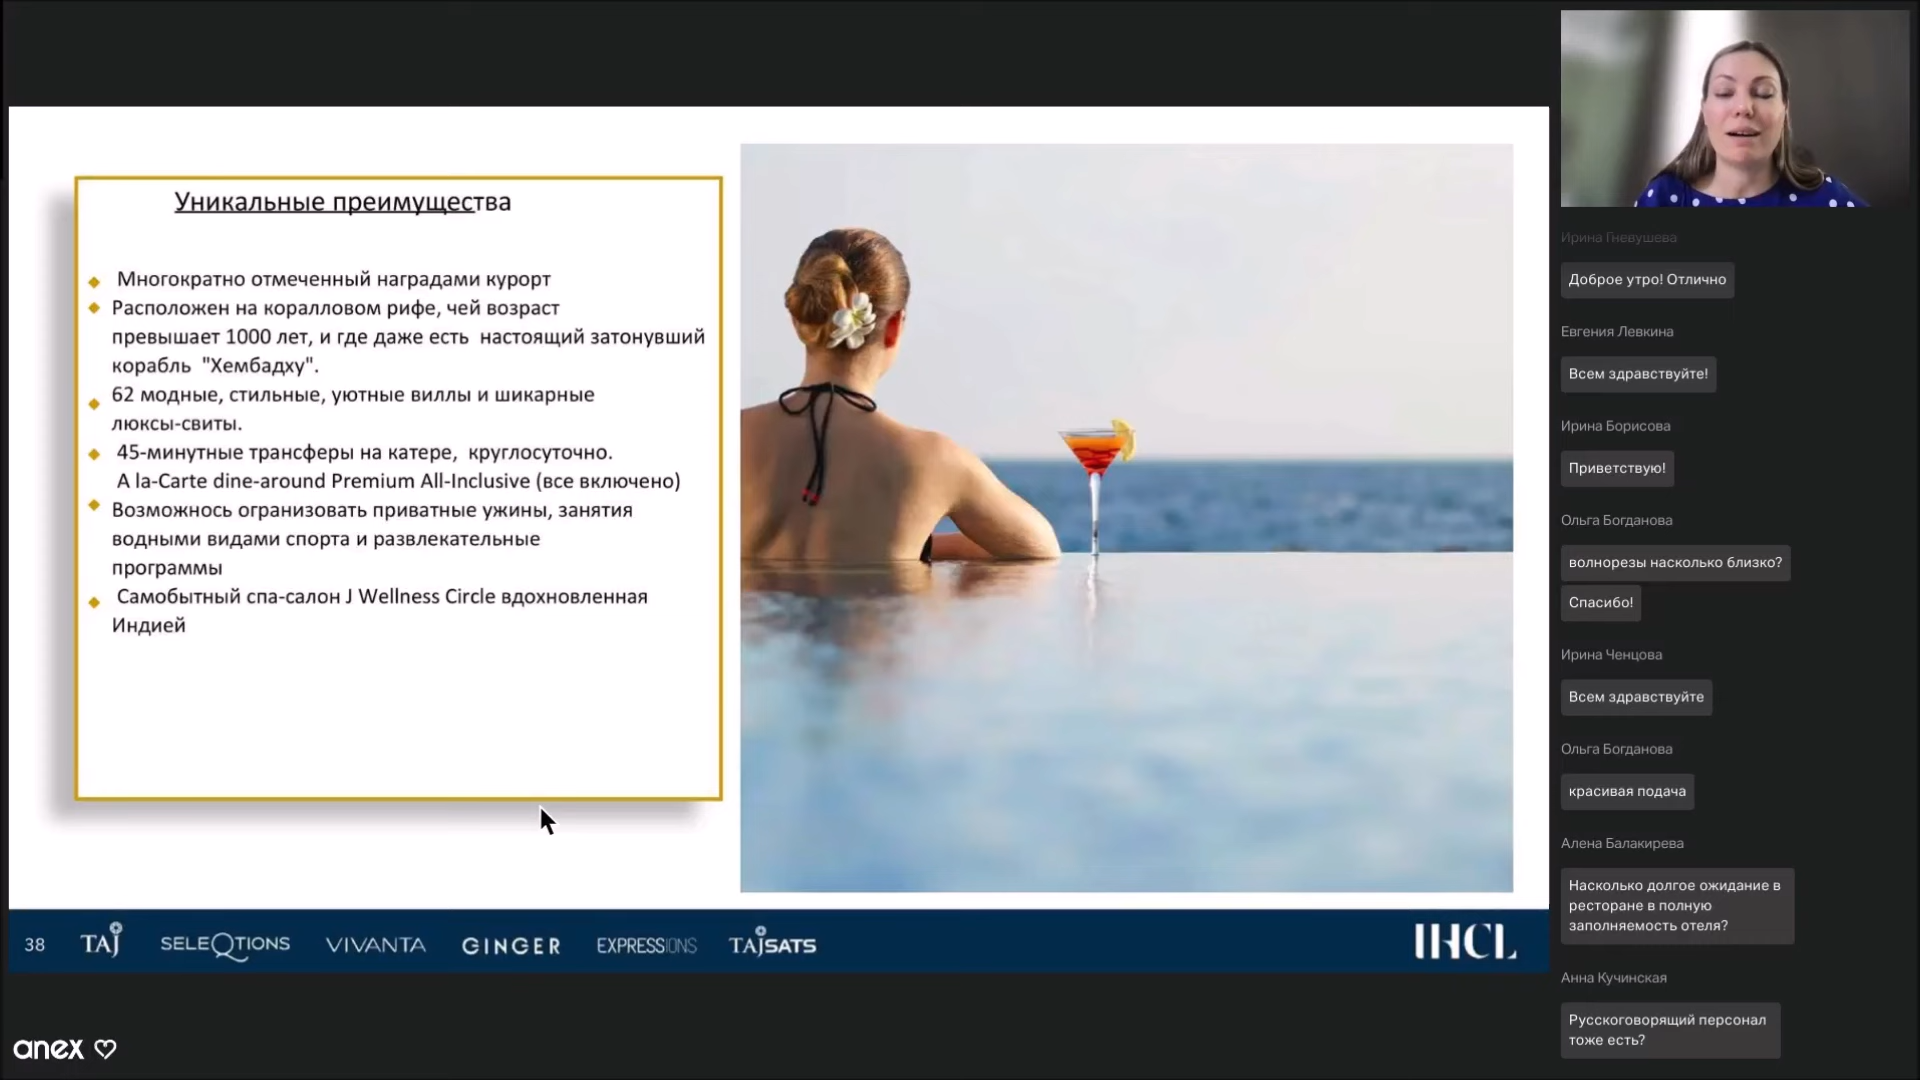 Уникальные преимущества
Многократно отмеченный наградами курорт
Расположен на коралловом рифе, чей возраст
превышает 1000 лет, и где даже есть настоящий затонувший
корабль "Хембадху".
62 модные, стильные, уютные виллы и шикарные
люксы-свиты.
45-минутные трансферы на катере, круглосуточно.
A la-Carte dine-around Premium All-Inclusive (все включено)
Возможнось огранизовать приватные ужины, занятия
водными видами спорта и развлекательные
программы
Самобытный спа-салон J Wellness Circle вдохновленная
Индией
38 TAJ SELEQTIONS VIVANTA GINGER EXPRESSIONS TAJSATS IHCL
anex
Ирина Гневушева
Доброе утро! Отлично
Евгения Левкина
Всем здравствуйте!
Ирина Борисова
Приветствую!
Ольга Богданова
волнорезы насколько близко?
Спасибо!
Ирина Ченцова
Всем здравствуйте
Ольга Богданова
красивая подача
Алена Балакирева
Насколько долгое ожидание в
ресторане в полную
заполняемость отеля?
Анна Кучинская
Русскоговорящий персонал
тоже есть?